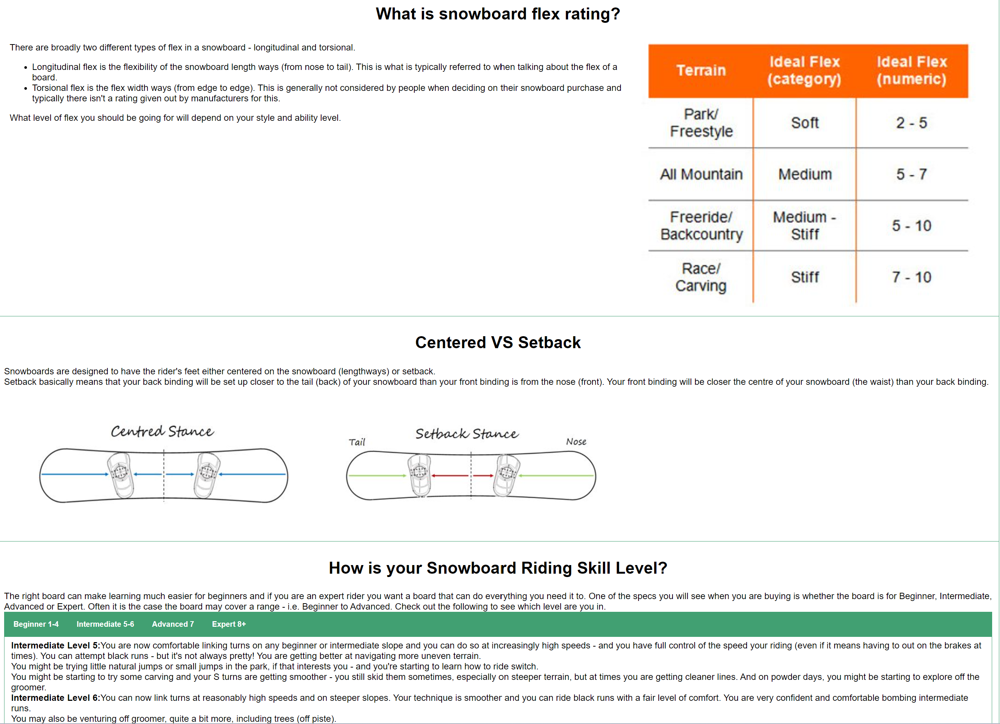 What is snowboard flex rating?
There are broadly two different types of flex in a snowboard - longitudinal and torsional.
• Longitudinal flex is the flexibility of the snowboard length ways (from nose to tail). This is what is typically referred to when talking about the flex of a
board.
• Torsional flex is the flex width ways (from edge to edge). This is generally not considered by people when deciding on their snowboard purchase and
typically there isn't a rating given out by manufacturers for this.
What level of flex you should be going for will depend on your style and ability level.
Terrain
Ideal Flex
(category)
Ideal Flex
(numeric)
Park/
Freestyle
Soft
2 - 5
All Mountain
Medium
5 - 7
Freeride/
Backcountry
Medium -
Stiff
5 - 10
Race/
Carving
Stiff
7 - 10
Centered VS Setback
Snowboards are designed to have the rider's feet either centered on the snowboard (lengthways) or setback.
Setback basically means that your back binding will be set up closer to the tail (back) of your snowboard than your front binding is from the nose (front). Your front binding will be closer the centre of your snowboard (the waist) than your back binding.
Centred Stance
Setback Stance
Tail
Nose
How is your Snowboard Riding Skill Level?
The right board can make learning much easier for beginners and if you are an expert rider you want a board that can do everything you need it to. One of the specs you will see when you are buying is whether the board is for Beginner, Intermediate,
Advanced or Expert. Often it is the case the board may cover a range - i.e. Beginner to Advanced. Check out the following to see which level are you in.
Beginner 1-4 Intermediate 5-6 Advanced 7 Expert 8+
Intermediate Level 5:You are now comfortable linking turns on any beginner or intermediate slope and you can do so at increasingly high speeds - and you have full control of the speed your riding (even if it means having to out on the brakes at
times). You can attempt black runs - but it's not always pretty! You are getting better at navigating more uneven terrain.
You might be trying little natural jumps or small jumps in the park, if that interests you - and you're starting to learn how to ride switch.
You might be starting to try some carving and your S turns are getting smoother - you still skid them sometimes, especially on steeper terrain, but at times you are getting cleaner lines. And on powder days, you might be starting to explore off the
groomer.
Intermediate Level 6:You can now link turns at reasonably high speeds and on steeper slopes. Your technique is smoother and you can ride black runs with a fair level of comfort. You are very confident and comfortable bombing intermediate
runs.
You may also be venturing off groomer, quite a bit more, including trees (off piste).